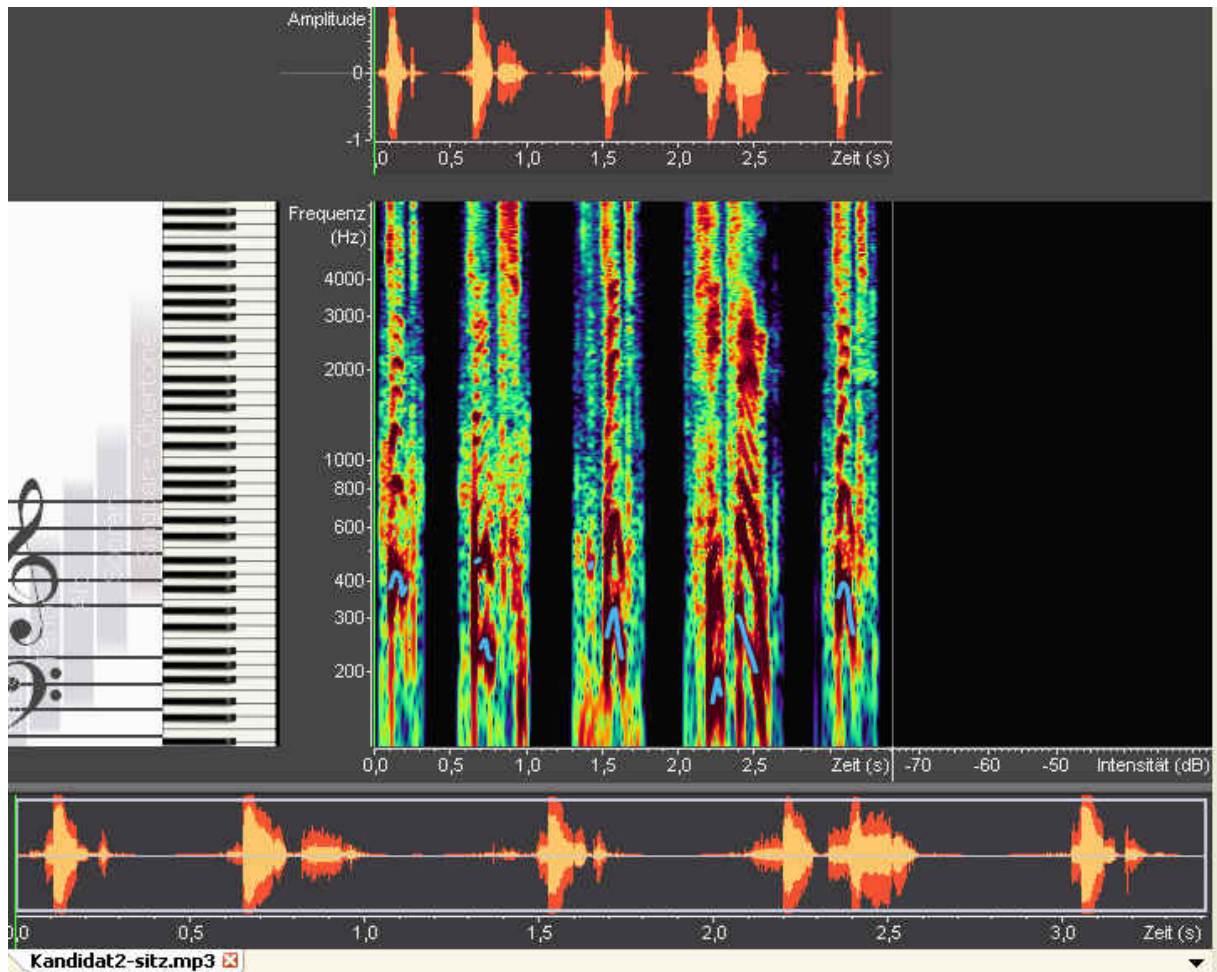 Amplitude
0
-1
,0 0,5 1,0 1,5 2,0 2,5 Zeit (s)
Frequenz
(Hz)
4000
3000
2000
1000
800
600
400
300
200
0,0 0,5 1,0 1,5 2,0 2,5 Zeit (s) -70 -60 -50 Intensität (dB)
0,0 0,5 1,0 1,5 2,0 2,5 3,0 Zeit (s)
Kandidat2-sitz.mp3